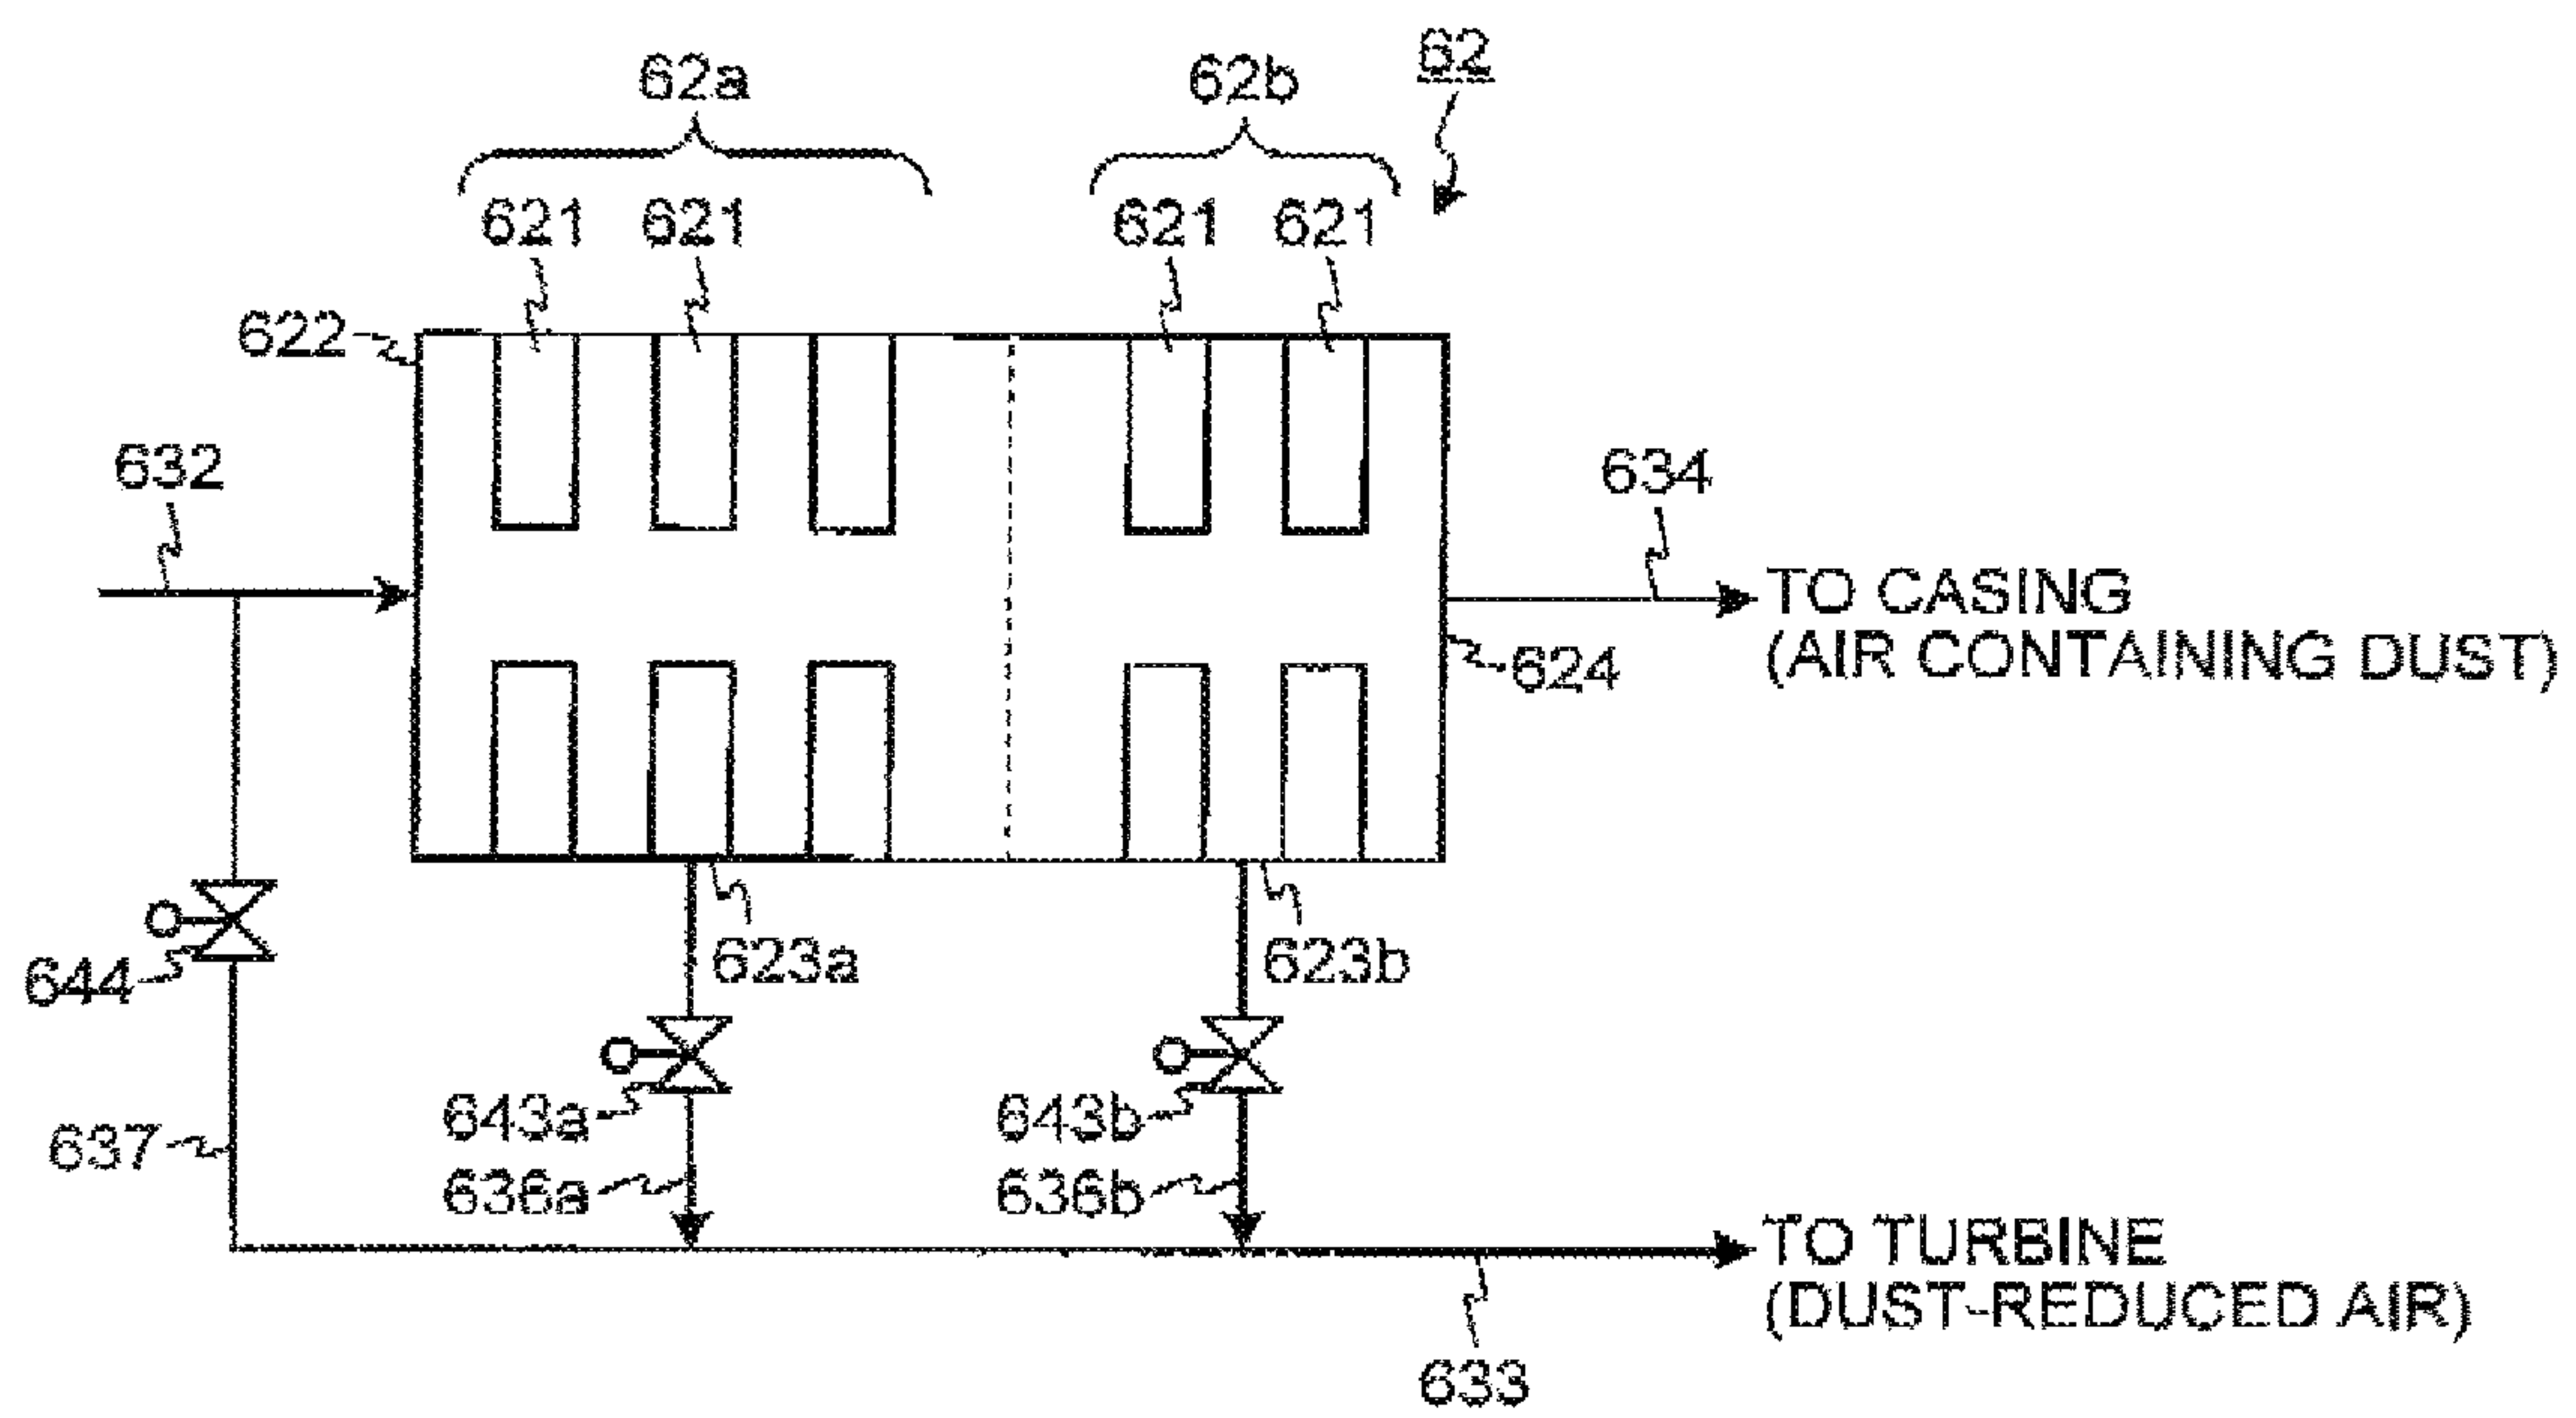 62
62a
62b
621
621
621
621
622
632
634
TO CASING
(AIR CONTAINING DUST)
624
623a
623b
644
643a
643b
637
636a
636b
TO TURBINE
(DUST-REDUCED AIR)
633